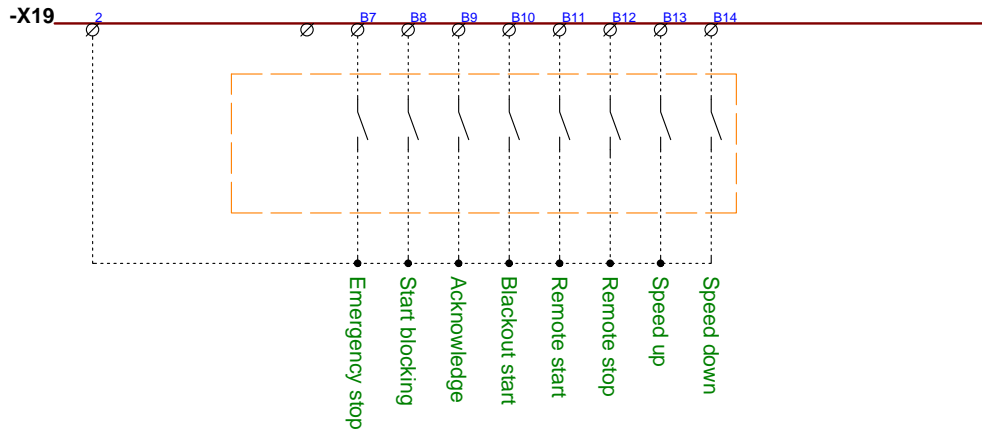 -X19
2
B7
B8
B9
B10
B11
B12
B13
B14
Emergency stop
Start blocking
Acknowledge
Blackout start
Remote start
Remote stop
Speed up
Speed down